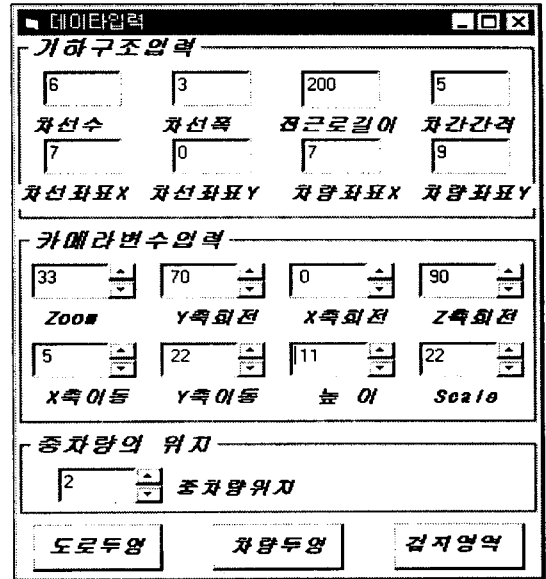 데이타입력
기하구조입력
6 3 200 5
차선수 차선폭 접근로길이 차간간격
7 0 7 9
차선좌표X 차선좌표Y 차량좌표X 차량좌표Y
카메라변수입력
33 70 0 90
Zoom Y축회전 X축회전 Z축회전
5 22 11 22
X축이동 Y축이동 높 이 Scale
중차량의 위치
2 중차량위치
도로투영 차량투영 검지영역